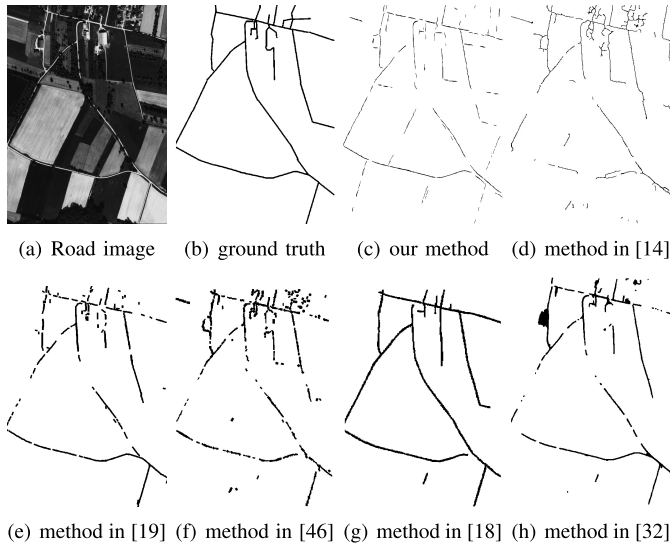 (a) Road image (b) ground truth (c) our method (d) method in [14]
(e) method in [19] (f) method in [46] (g) method in [18] (h) method in [32]